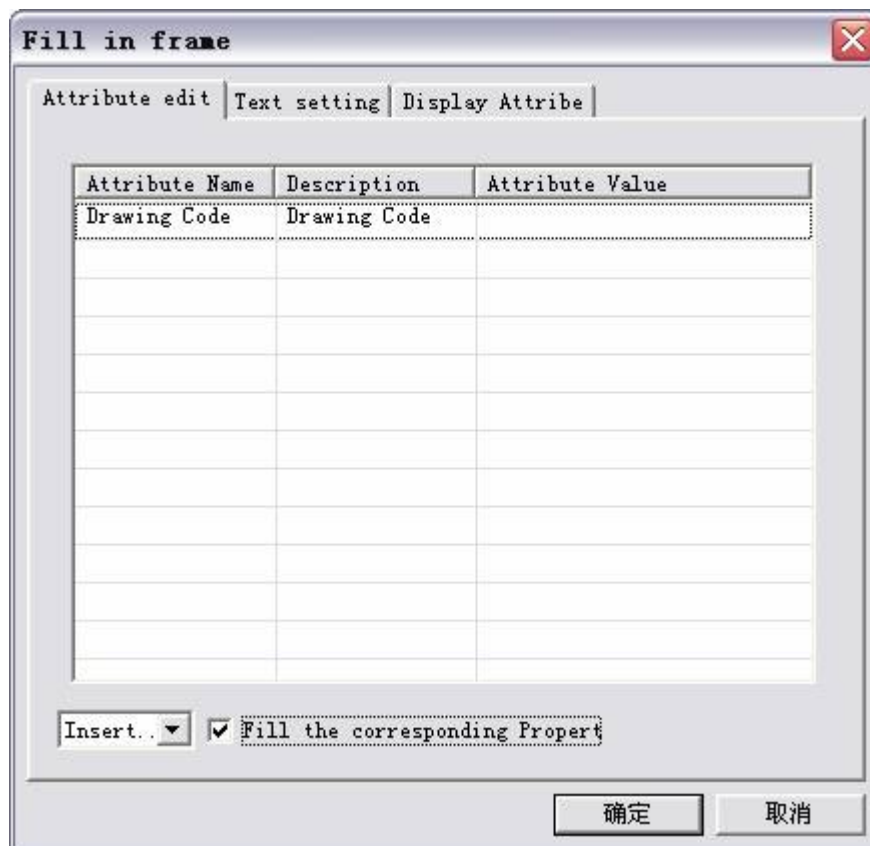 Fill in frame
Attribute edit Text setting Display Attribe
Attribute Name Description Attribute Value
Drawing Code Drawing Code
Insert.. Fill the corresponding Propert
确定 取消